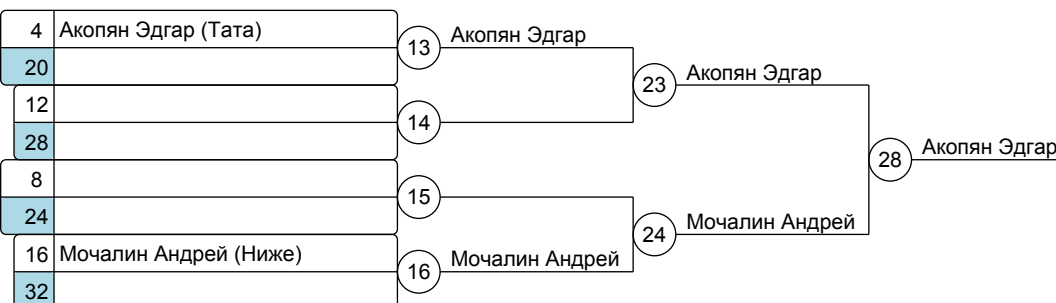 4 Акопян Эдгар (Тата)
20
12
28
8
24
16 Мочалин Андрей (Ниже)
32
13
Акопян Эдгар
14
15
16
Мочалин Андрей
23
Акопян Эдгар
24
Мочалин Андрей
28
Акопян Эдгар